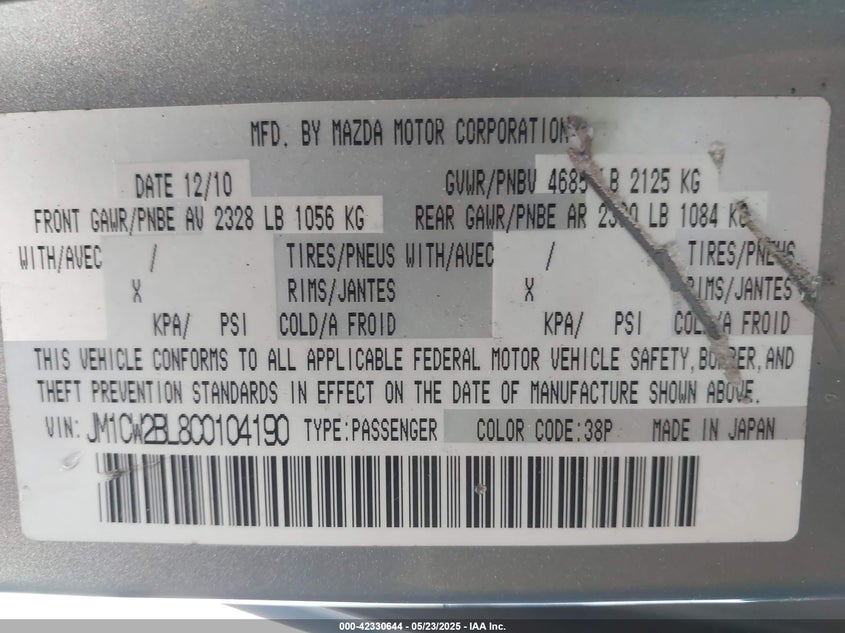 MFD. BY MAZDA MOTOR CORPORATION
DATE 12/10 GVWR/PNBV 4685 LB 2125 KG
FRONT GAWR/PNBE AV 2328 LB 1056 KG REAR GAWR/PNBE AR LB 1084 KG
WITH/AVEC / TIRES/PNEUS WITH/AVEC / TIRES/PNEUS
X RIMS/JANTES X RIMS/JANTES
KPA/ PSI COLD/A FROID KPA/ PSI COLD/A FROID
THIS VEHICLE CONFORMS TO ALL APPLICABLE FEDERAL MOTOR VEHICLE SAFETY, BUMPER, AND
THEFT PREVENTION STANDARDS IN EFFECT ON THE DATE OF MANUFACTURE SHOWN ABOVE.
VIN: JM1CW2BL8C0104190 TYPE:PASSENGER COLOR CODE:38P MADE IN JAPAN
000-42330644 - 05/23/2025 - IAA Inc.